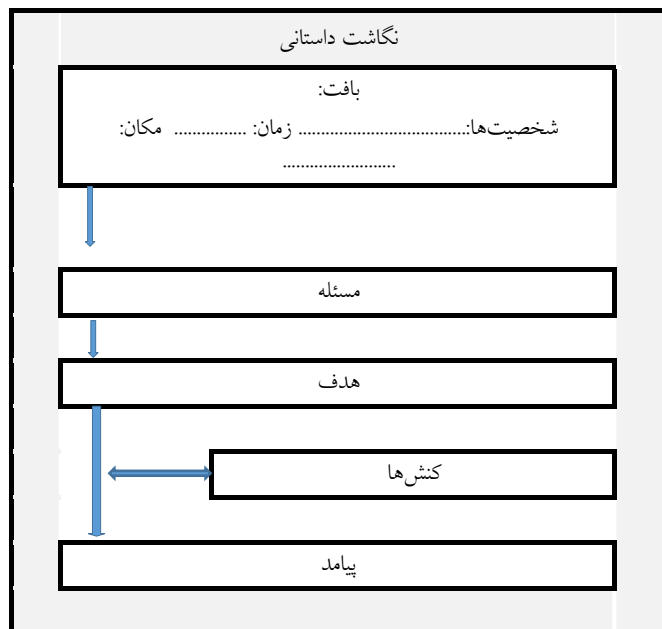 نگاشت داستانی
بافت:
شخصیت‌ها:..................................... زمان: ................ مکان:
.........................
مسئله
هدف
کنش‌ها
پیامد